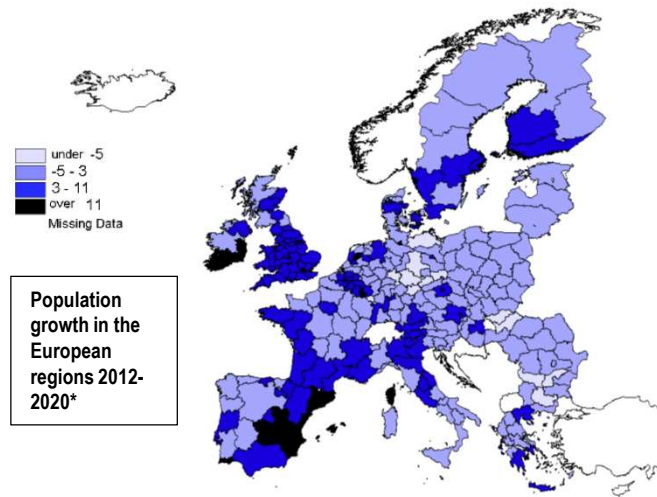 under -5
-5 - 3
3 - 11
over 11
Missing Data
Population
growth in the
European
regions 2012-
2020*